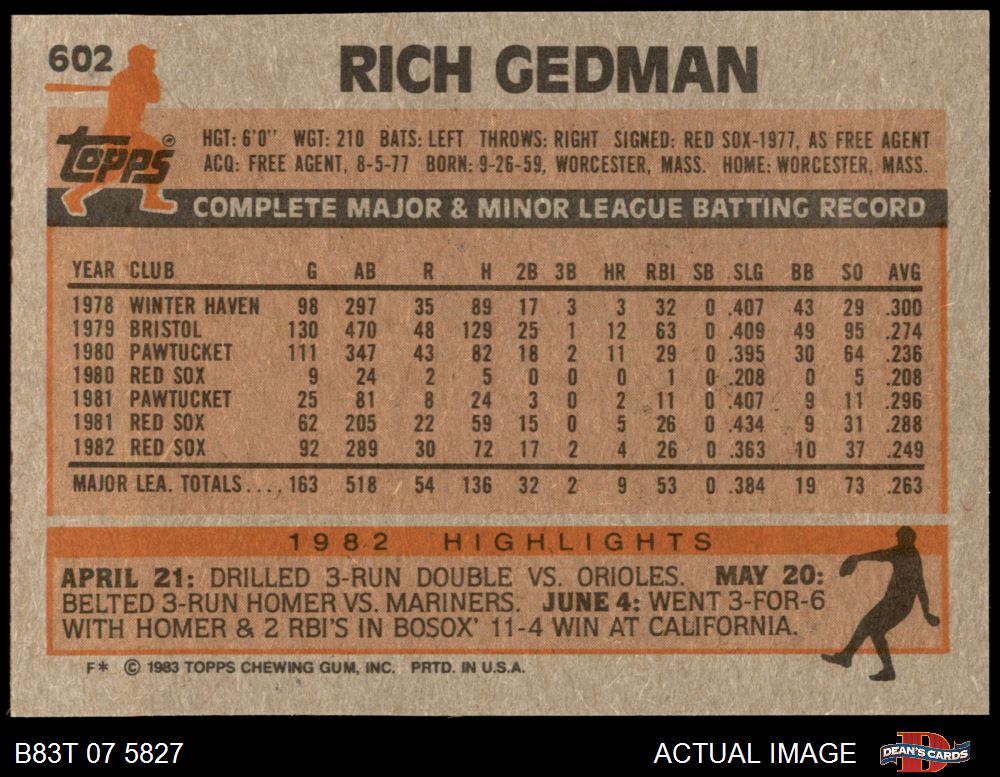 602
RICH GEDMAN
Topps®
HGT: 6'0" WGT: 210 BATS: LEFT THROWS: RIGHT SIGNED: RED SOX-1977, AS FREE AGENT
ACQ: FREE AGENT, 8-5-77 BORN: 9-26-59, WORCESTER, MASS. HOME: WORCESTER, MASS.
COMPLETE MAJOR & MINOR LEAGUE BATTING RECORD
YEAR CLUB G AB R H 2B 3B HR RBI SB SLG BB SO AVG
1978 WINTER HAVEN 98 297 35 89 17 3 3 32 0 .407 43 29 .300
1979 BRISTOL 130 470 48 129 25 1 12 63 0 .409 49 95 .274
1980 PAWTUCKET 111 347 43 82 18 2 11 29 0 .395 30 64 .236
1980 RED SOX 9 24 2 5 0 0 0 1 0 .208 0 5 .208
1981 PAWTUCKET 25 81 8 24 3 0 2 11 0 .407 9 11 .296
1981 RED SOX 62 205 22 59 15 0 5 26 0 .434 9 31 .288
1982 RED SOX 92 289 30 72 17 2 4 26 0 .363 10 37 .249
MAJOR LEA. TOTALS.... 163 518 54 136 32 2 9 53 0 .384 19 73 .263
1982 HIGHLIGHTS
APRIL 21: DRILLED 3-RUN DOUBLE VS. ORIOLES. MAY 20:
BELTED 3-RUN HOMER VS. MARINERS. JUNE 4: WENT 3-FOR-6
WITH HOMER & 2 RBI'S IN BOSOX' 11-4 WIN AT CALIFORNIA.
F* © 1983 TOPPS CHEWING GUM, INC. PRTD. IN U.S.A.
B83T 07 5827 ACTUAL IMAGE DEAN'S CARDS